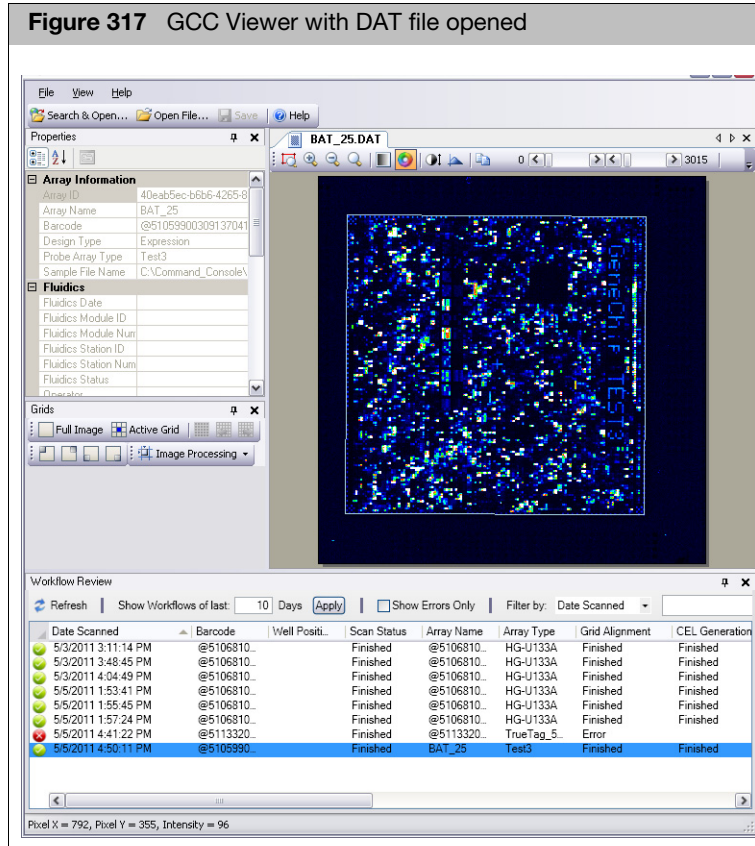 Figure 317 GCC Viewer with DAT file opened
File View Help
Search & Open... Open File... Save Help
Properties
BAT_25.DAT
0 3015
Array Information
Array ID 40eab5ec-b6b6-4265-8
Array Name BAT_25
Barcode @51059900309137041
Design Type Expression
Probe Array Type Test3
Sample File Name C:\Command_Console\
Fluidics
Fluidics Date
Fluidics Module ID
Fluidics Module Num
Fluidics Station ID
Fluidics Station Num
Fluidics Status
Operator
GeneChip TEST3
Grids
Full Image Active Grid
Image Processing
Workflow Review
Refresh Show Workflows of last: 10 Days Apply Show Errors Only Filter by: Date Scanned
Date Scanned Barcode Well Positi... Scan Status Array Name Array Type Grid Alignment CEL Generation
5/3/2011 3:11:14 PM @5106810... Finished @5106810... HG-U133A Finished Finished
5/3/2011 3:48:45 PM @5106810... Finished @5106810... HG-U133A Finished Finished
5/3/2011 4:04:49 PM @5106810... Finished @5106810... HG-U133A Finished Finished
5/5/2011 1:53:41 PM @5106810... Finished @5106810... HG-U133A Finished Finished
5/5/2011 1:55:45 PM @5106810... Finished @5106810... HG-U133A Finished Finished
5/5/2011 1:57:24 PM @5106810... Finished @5106810... HG-U133A Finished Finished
5/5/2011 4:41:22 PM @5113320... Finished @5113320... TrueTag_5... Error
5/5/2011 4:50:11 PM @5105990... Finished BAT_25 Test3 Finished Finished
Pixel X = 792, Pixel Y = 355, Intensity = 96